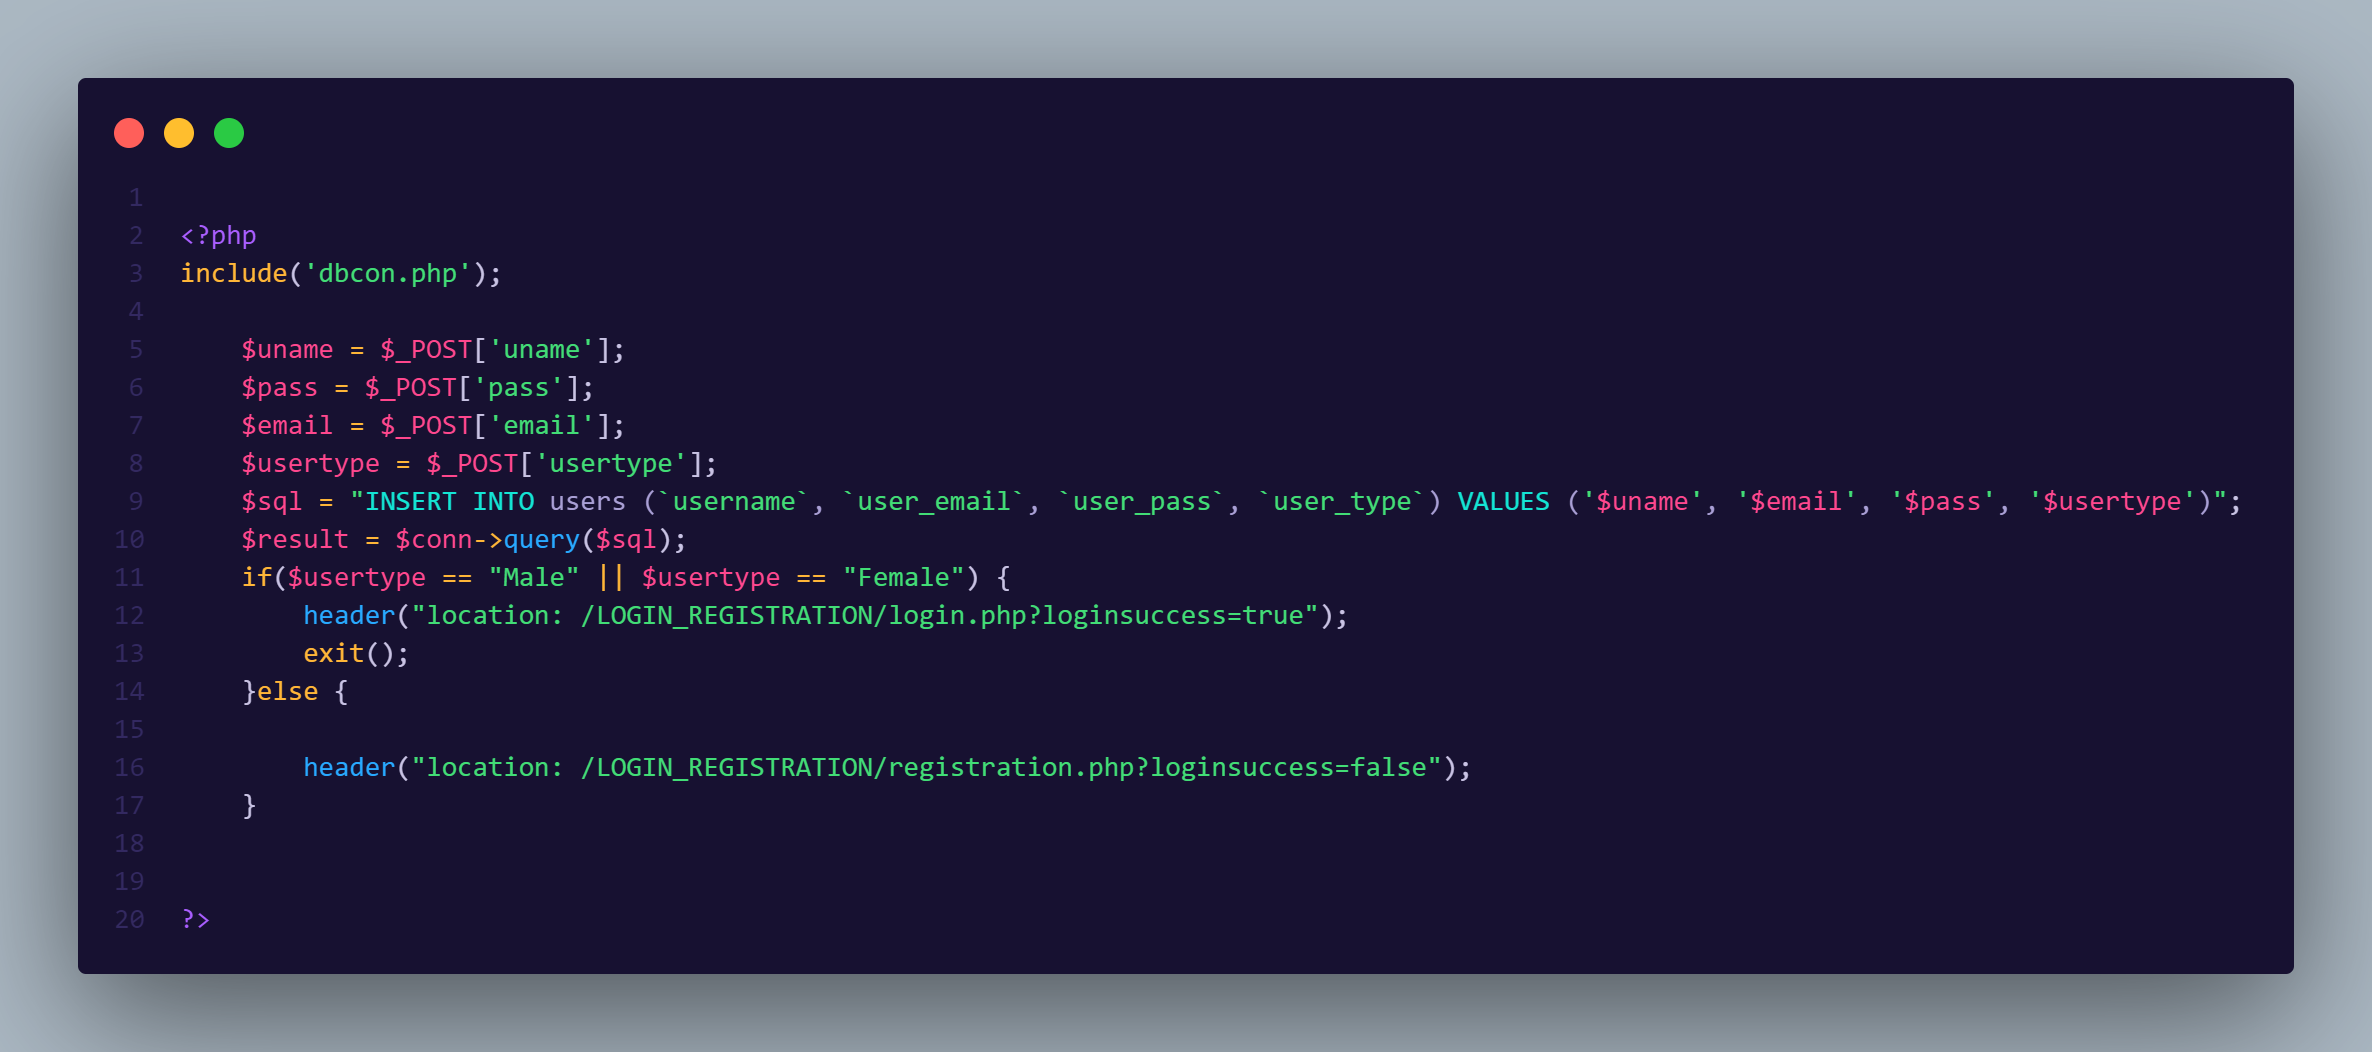 1
2 <?php
3 include('dbcon.php');
4
5     $uname = $_POST['uname'];
6     $pass = $_POST['pass'];
7     $email = $_POST['email'];
8     $usertype = $_POST['usertype'];
9     $sql = "INSERT INTO users (`username`, `user_email`, `user_pass`, `user_type`) VALUES ('$uname', '$email', '$pass', '$usertype')";
10     $result = $conn->query($sql);
11     if($usertype == "Male" || $usertype == "Female") {
12         header("location: /LOGIN_REGISTRATION/login.php?loginsuccess=true");
13         exit();
14     }else {
15
16         header("location: /LOGIN_REGISTRATION/registration.php?loginsuccess=false");
17     }
18
19
20 ?>